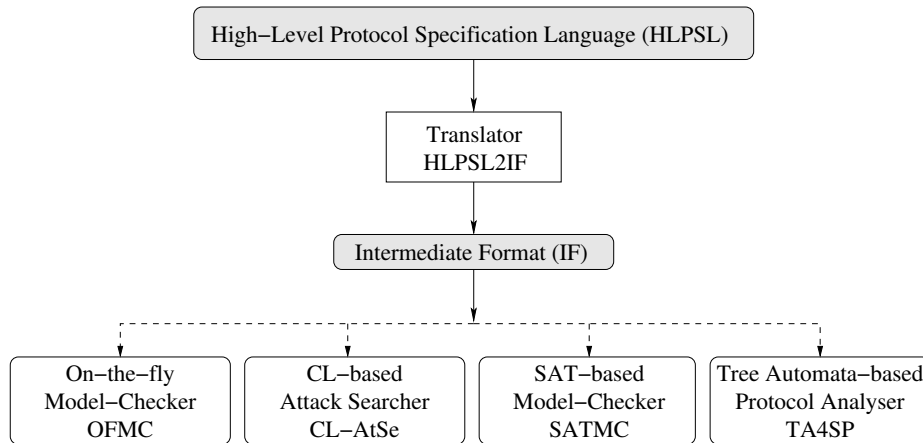 High−Level Protocol Specification Language (HLPSL)
Translator
HLPSL2IF
Intermediate Format (IF)
On−the−fly
Model−Checker
OFMC
CL−based
Attack Searcher
CL−AtSe
SAT−based
Model−Checker
SATMC
Tree Automata−based
Protocol Analyser
TA4SP